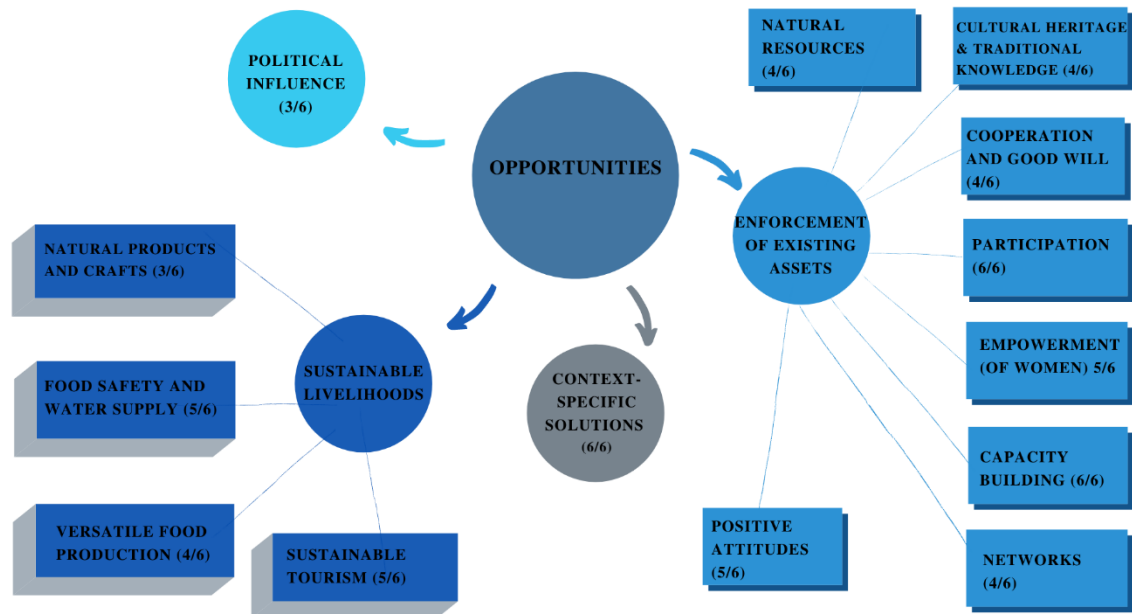 POLITICAL
INFLUENCE
(3/6)
OPPORTUNITIES
NATURAL
RESOURCES
(4/6)
CULTURAL HERITAGE
& TRADITIONAL
KNOWLEDGE (4/6)
COOPERATION
AND GOOD WILL
(4/6)
ENFORCEMENT
OF EXISTING
ASSETS
PARTICIPATION
(6/6)
EMPOWERMENT
(OF WOMEN) 5/6
CAPACITY
BUILDING (6/6)
NETWORKS
(4/6)
POSITIVE
ATTITUDES
(5/6)
CONTEXT-
SPECIFIC
SOLUTIONS
(6/6)
SUSTAINABLE
LIVELIHOODS
NATURAL PRODUCTS
AND CRAFTS (3/6)
FOOD SAFETY AND
WATER SUPPLY (5/6)
VERSATILE FOOD
PRODUCTION (4/6)
SUSTAINABLE
TOURISM (5/6)